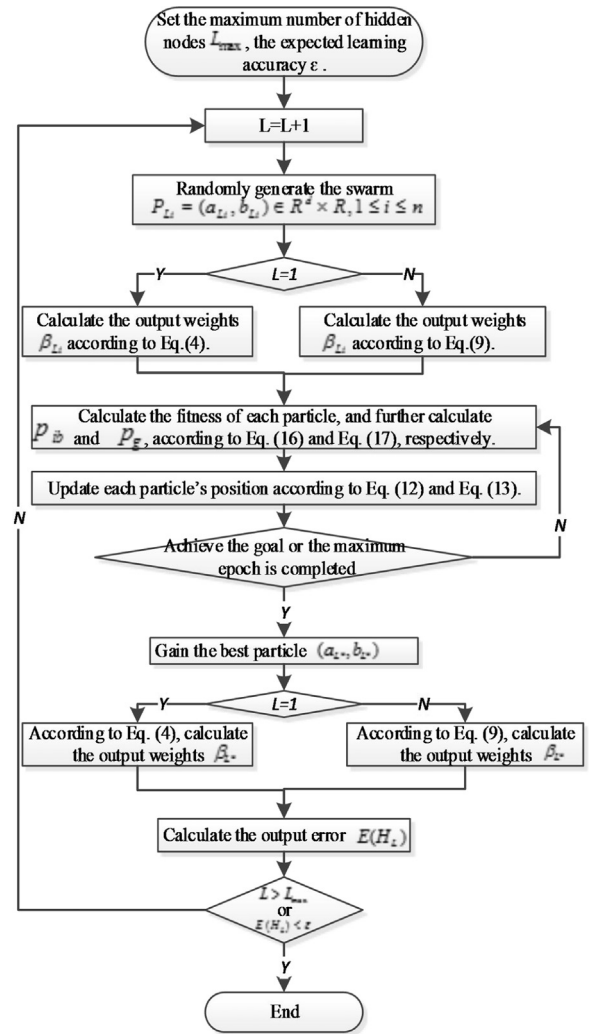 Set the maximum number of hidden
nodes L_max, the expected learning
accuracy ε .
L=L+1
Randomly generate the swarm
P_Li = (a_Li, b_Li) ∈ R^d × R, 1 ≤ i ≤ n
Y
L=1
N
Calculate the output weights
β_Li according to Eq.(4).
Calculate the output weights
β_Li according to Eq.(9).
Calculate the fitness of each particle, and further calculate
p_ib and p_g, according to Eq. (16) and Eq. (17), respectively.
Update each particle's position according to Eq. (12) and Eq. (13).
N
N
Achieve the goal or the maximum
epoch is completed
Y
Gain the best particle (a_L*, b_L*)
Y
L=1
N
According to Eq. (4), calculate
the output weights β_L*
According to Eq. (9), calculate
the output weights β_L*
Calculate the output error E(H_L)
L > L_max
or
E(H_L) < ε
Y
End